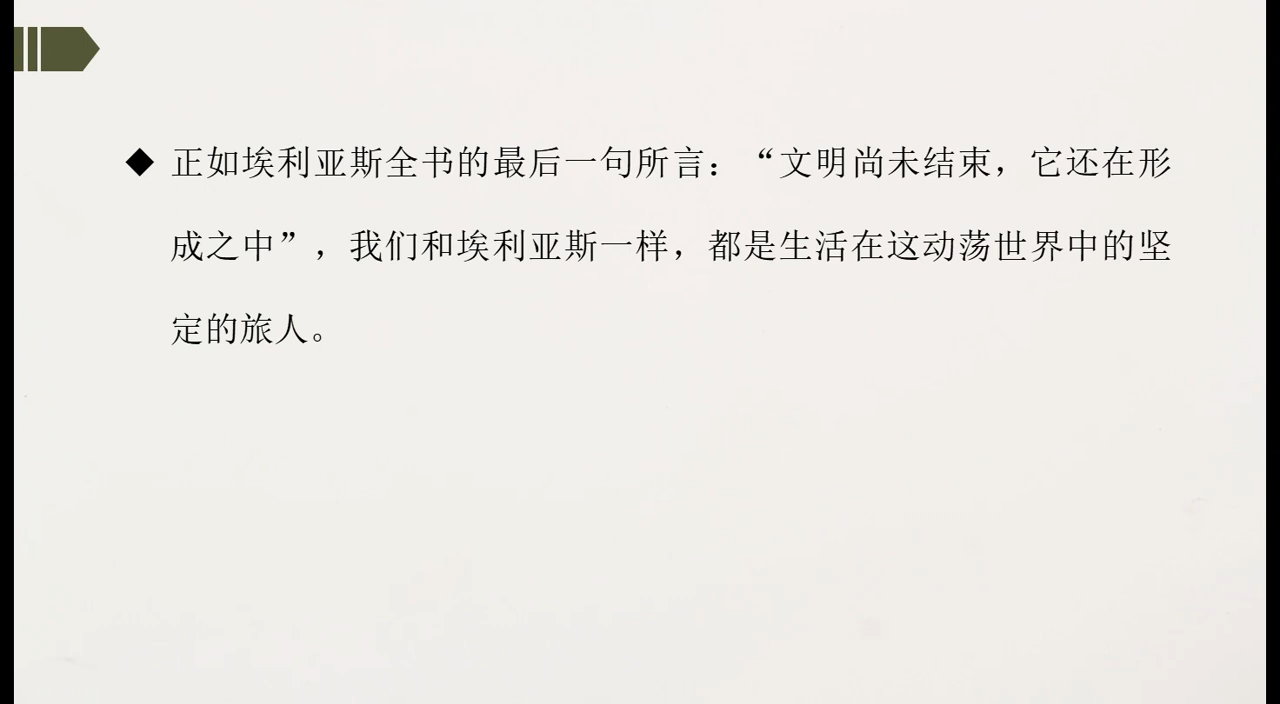 ◆ 正如埃利亚斯全书的最后一句所言：“文明尚未结束，它还在形
成之中”，我们和埃利亚斯一样，都是生活在这动荡世界中的坚
定的旅人。